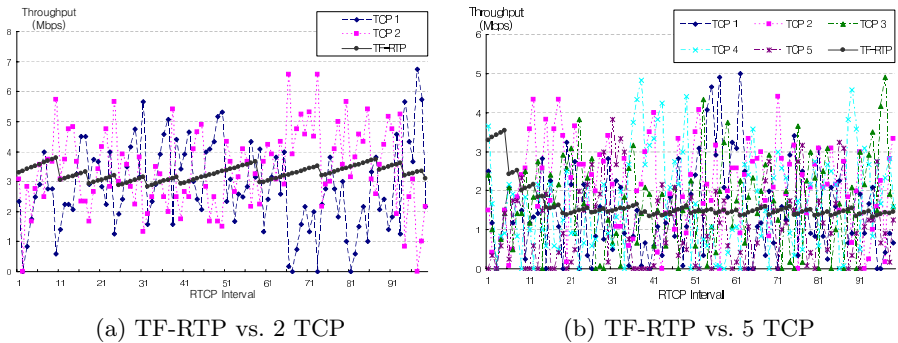 Throughput
(Mbps)
TCP 1
TCP 2
TF-RTP
8
7
6
5
4
3
2
1
0
1 11 21 31 41 51 61 71 81 91
RTCP Interval
(a) TF-RTP vs. 2 TCP
Throughput
(Mbps)
TCP 1 TCP 2 TCP 3
TCP 4 TCP 5 TF-RTP
6
5
4
3
2
1
0
1 11 21 31 41 51 61 71 81 91
RTCP Interval
(b) TF-RTP vs. 5 TCP